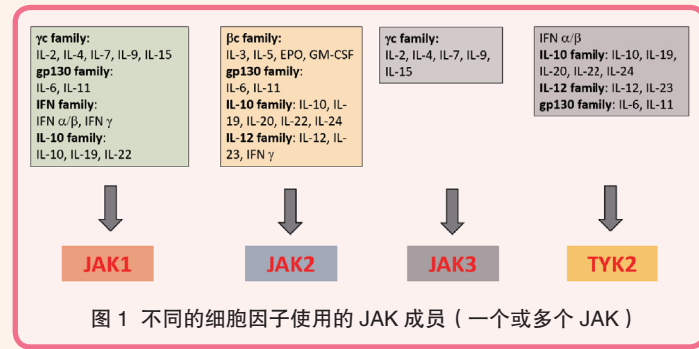 γc family:
IL-2, IL-4, IL-7, IL-9, IL-15
gp130 family:
IL-6, IL-11
IFN family:
IFN α/β, IFN γ
IL-10 family:
IL-10, IL-19, IL-22
βc family:
IL-3, IL-5, EPO, GM-CSF
gp130 family:
IL-6, IL-11
IL-10 family: IL-10, IL-
19, IL-20, IL-22, IL-24
IL-12 family: IL-12, IL-
23, IFN γ
γc family:
IL-2, IL-4, IL-7, IL-9,
IL-15
IFN α/β
IL-10 family: IL-10, IL-19,
IL-20, IL-22, IL-24
IL-12 family: IL-12, IL-23
gp130 family: IL-6, IL-11
JAK1
JAK2
JAK3
TYK2
图 1 不同的细胞因子使用的 JAK 成员（一个或多个 JAK）